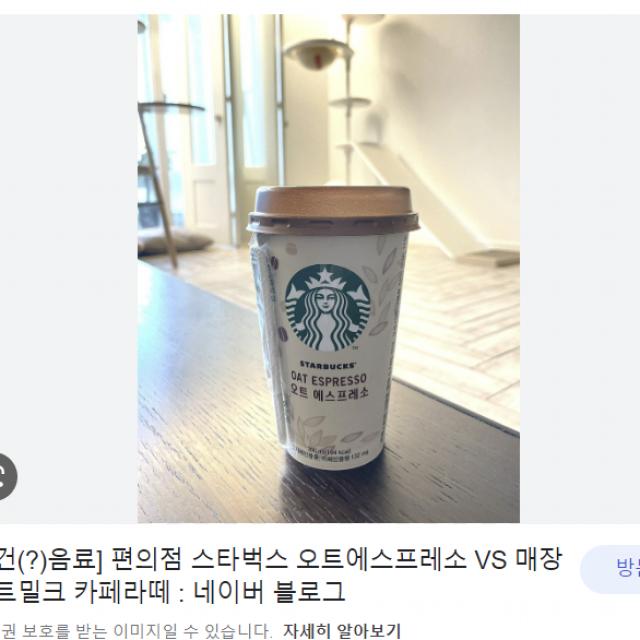 STARBUCKS
OAT ESPRESSO
오트 에스프레소
건(?)음료] 편의점 스타벅스 오트에스프레소 VS 매장
트밀크 카페라떼 : 네이버 블로그
권 보호를 받는 이미지일 수 있습니다. 자세히 알아보기